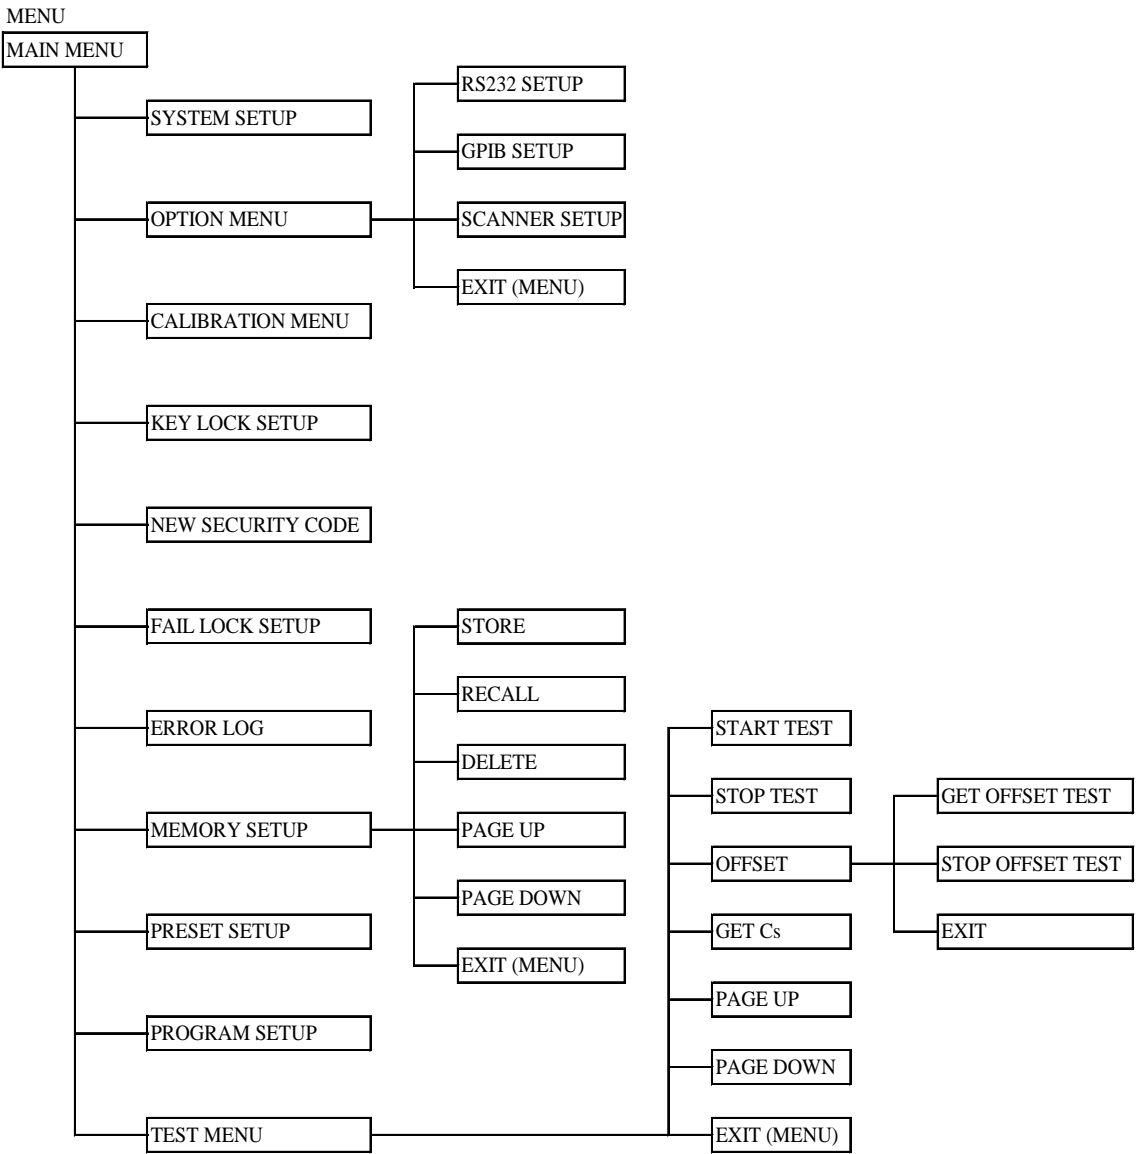 MENU
MAIN MENU
SYSTEM SETUP
OPTION MENU
RS232 SETUP
GPIB SETUP
SCANNER SETUP
EXIT (MENU)
CALIBRATION MENU
KEY LOCK SETUP
NEW SECURITY CODE
FAIL LOCK SETUP
ERROR LOG
MEMORY SETUP
STORE
RECALL
DELETE
PAGE UP
PAGE DOWN
EXIT (MENU)
PRESET SETUP
PROGRAM SETUP
TEST MENU
START TEST
STOP TEST
OFFSET
GET OFFSET TEST
STOP OFFSET TEST
EXIT
GET Cs
PAGE UP
PAGE DOWN
EXIT (MENU)